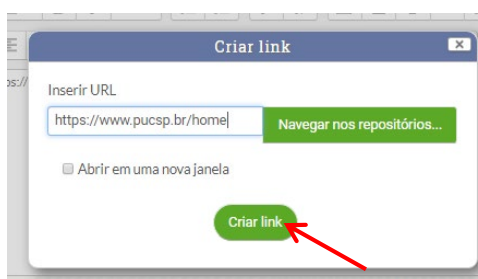 Criar link
ps://
Inserir URL
https://www.pucsp.br/home
Navegar nos repositórios...
Abrir em uma nova janela
Criar link